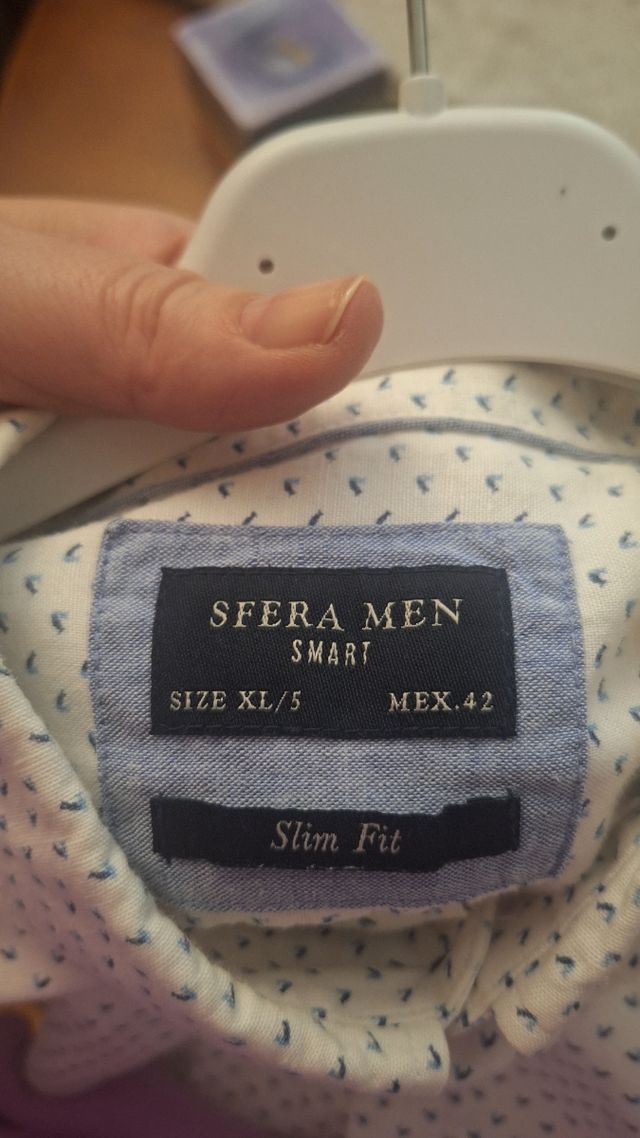 SFERA MEN
SMART
SIZE XL/5 MEX.42
Slim Fit